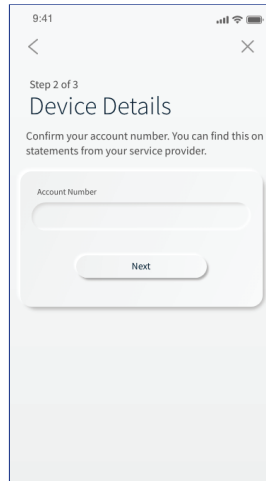 9:41
Step 2 of 3
Device Details
Confirm your account number. You can find this on
statements from your service provider.
Account Number
Next